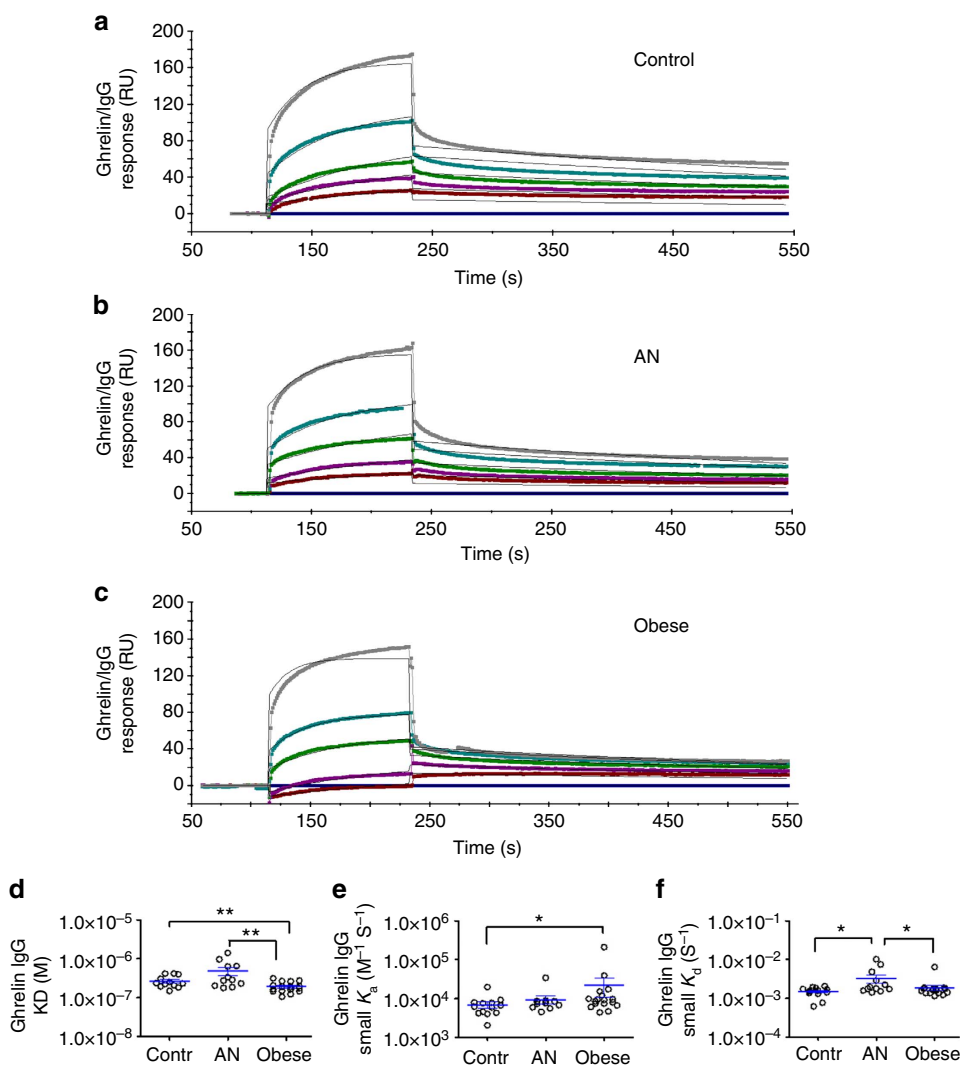 a
Control
Ghrelin/IgG
response (RU)
200
160
120
80
40
0
50 150 250 350 450 550
Time (s)
b
AN
Ghrelin/IgG
response (RU)
200
160
120
80
40
0
50 150 250 350 450 550
Time (s)
c
Obese
Ghrelin/IgG
response (RU)
200
160
120
80
40
0
50 150 250 350 450 550
Time (s)
d
Ghrelin IgG
KD (M)
1.0×10⁻⁵
1.0×10⁻⁶
1.0×10⁻⁷
1.0×10⁻⁸
**
**
Contr AN Obese
e
Ghrelin IgG
small Ka (M⁻¹ S⁻¹)
1.0×10⁶
1.0×10⁵
1.0×10⁴
1.0×10³
*
Contr AN Obese
f
Ghrelin IgG
small Kd (S⁻¹)
1.0×10⁻¹
1.0×10⁻²
1.0×10⁻³
1.0×10⁻⁴
* *
Contr AN Obese